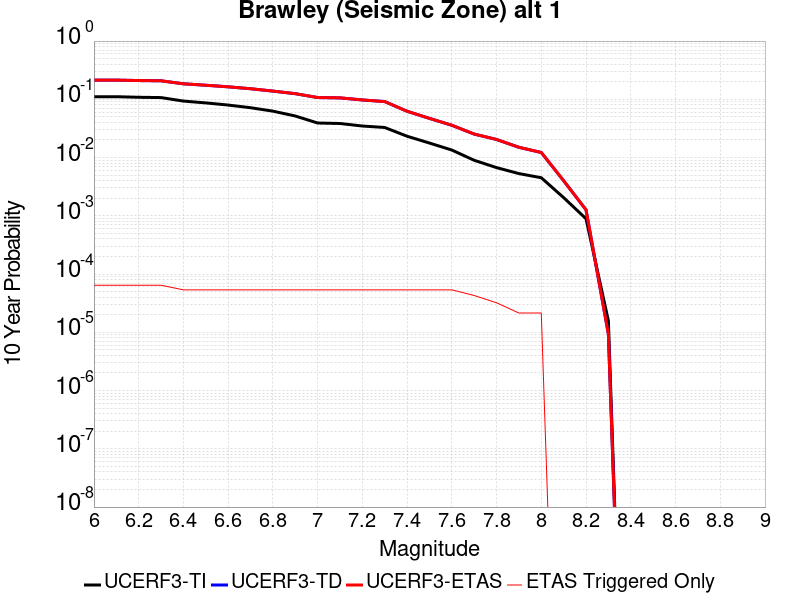 Brawley (Seismic Zone) alt 1
10^0
10^-1
10^-2
10^-3
10^-4
10^-5
10^-6
10^-7
10^-8
10 Year Probability
6 6.2 6.4 6.6 6.8 7 7.2 7.4 7.6 7.8 8 8.2 8.4 8.6 8.8 9
Magnitude
UCERF3-TI UCERF3-TD UCERF3-ETAS ETAS Triggered Only